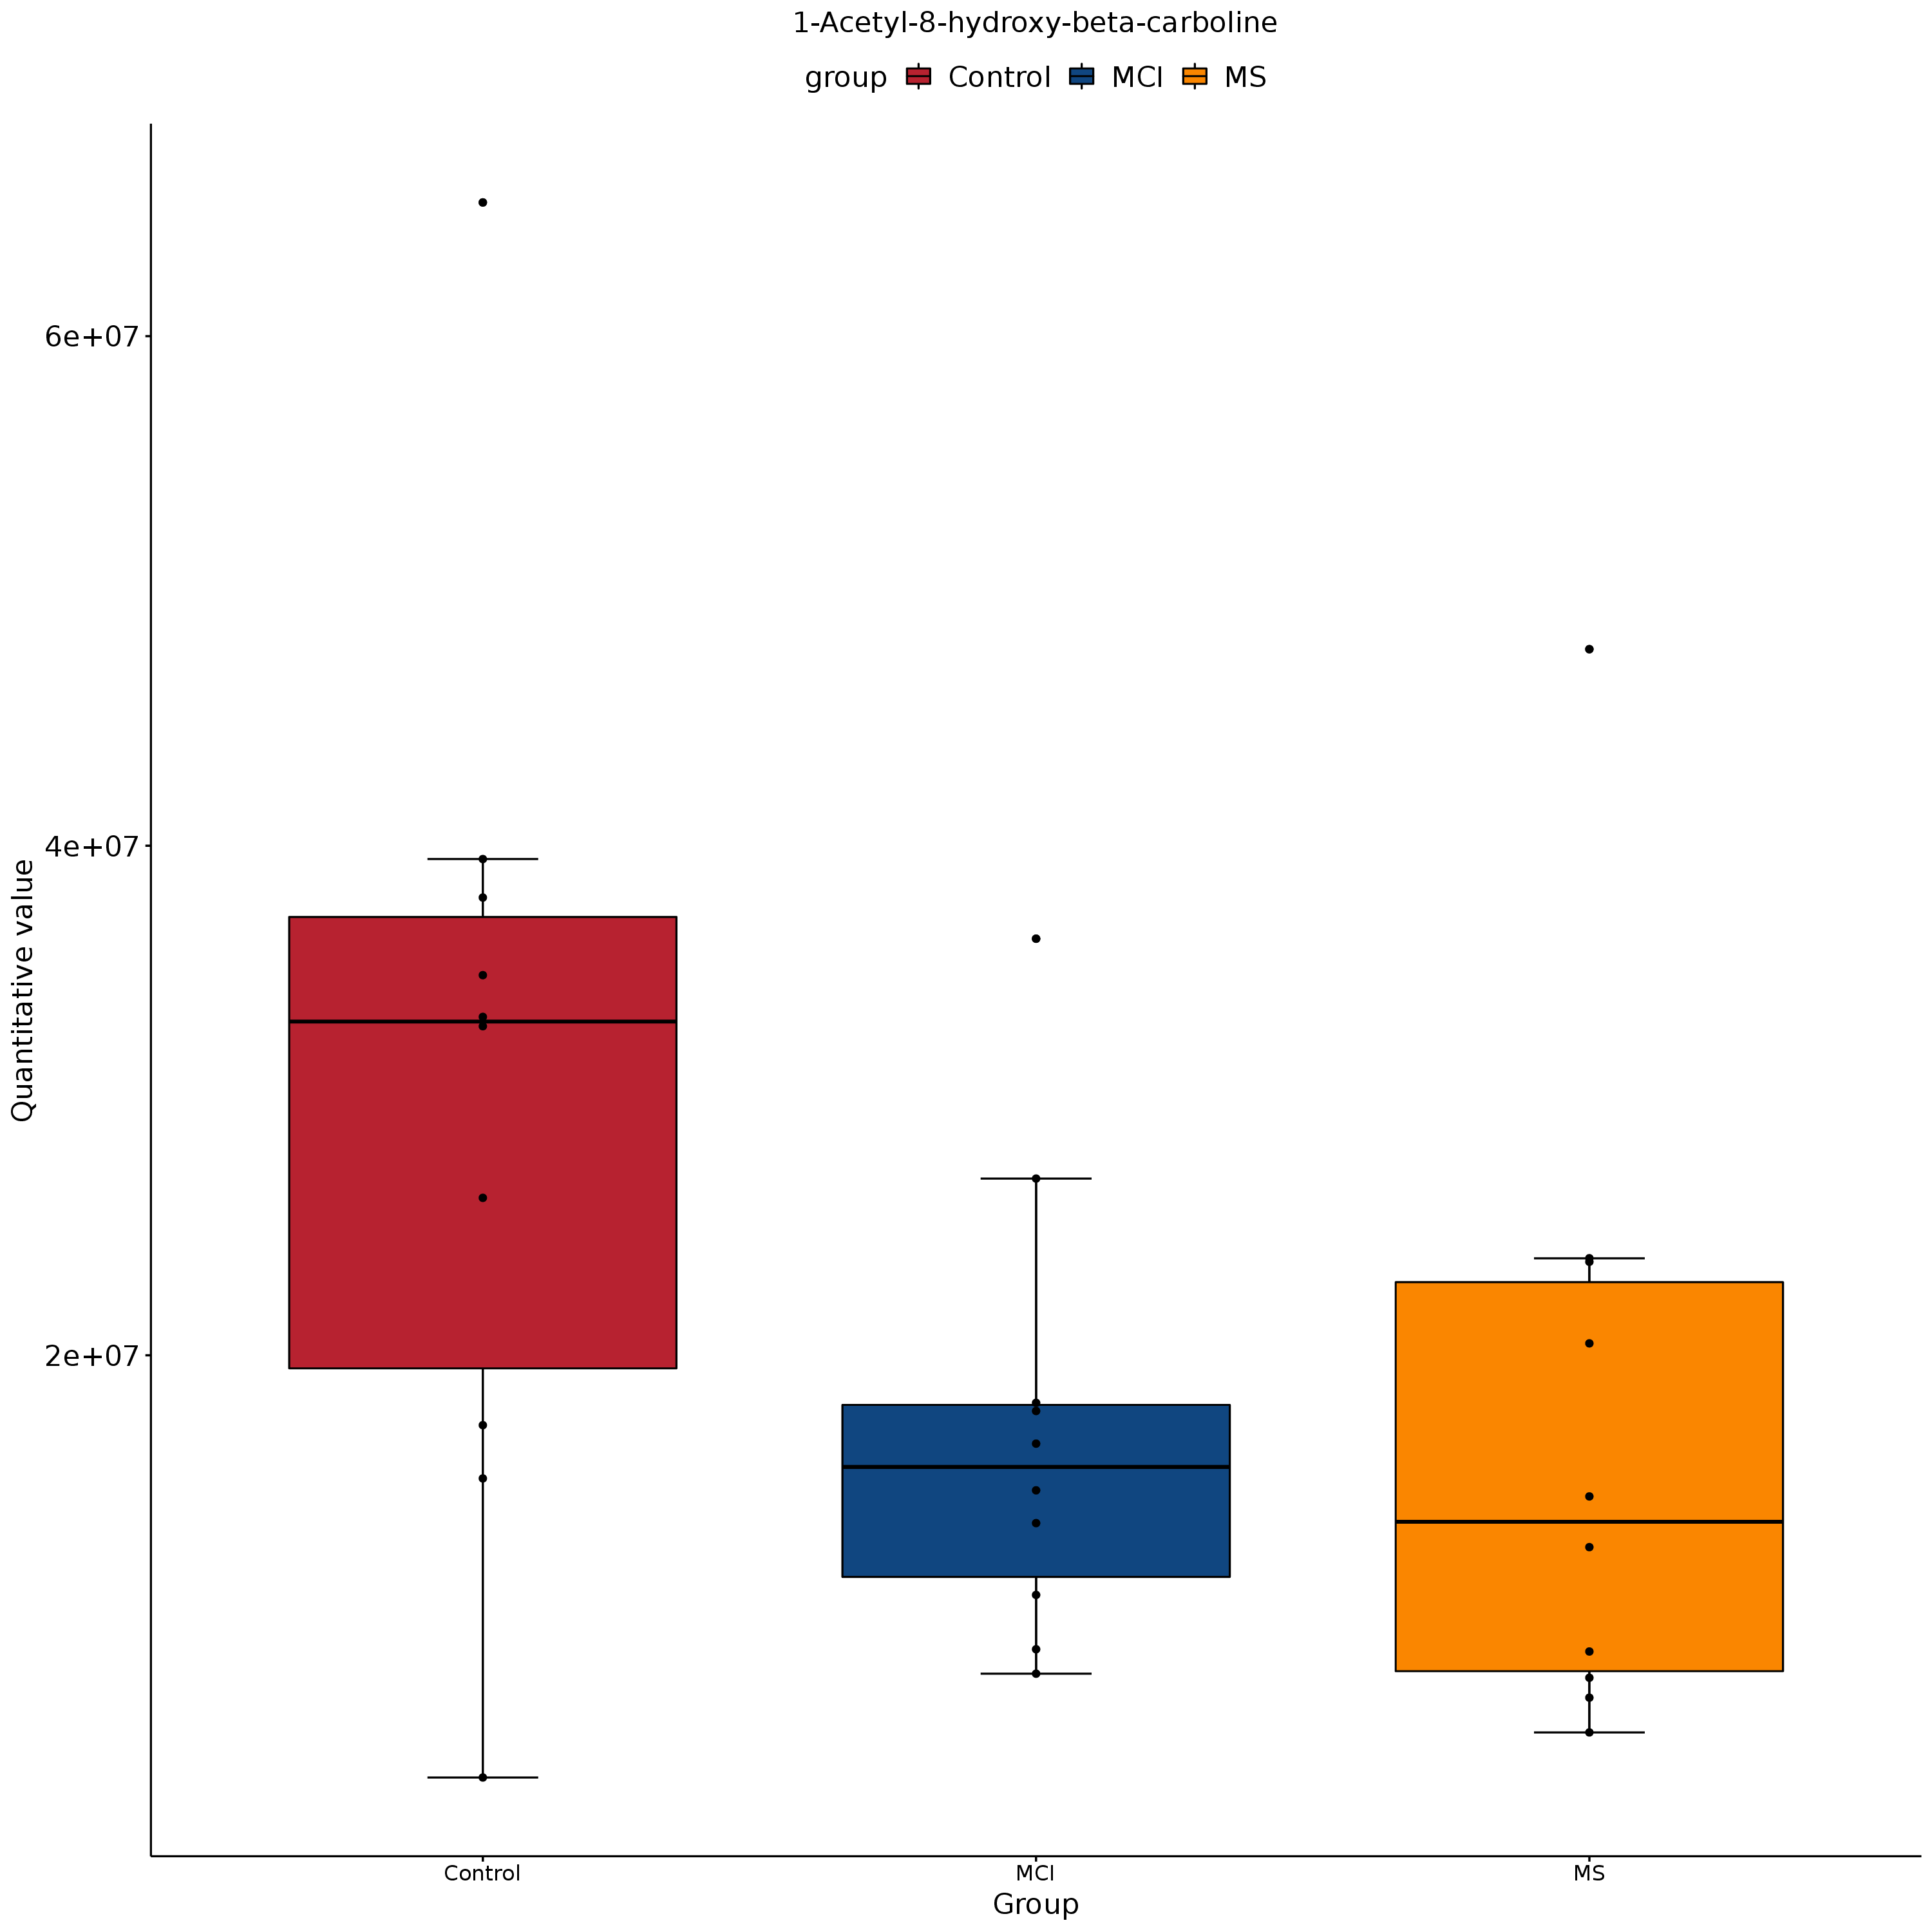 1-Acetyl-8-hydroxy-beta-carboline
group Control MCI MS
6e+07
4e+07
2e+07
Quantitative value
Control MCI MS
Group